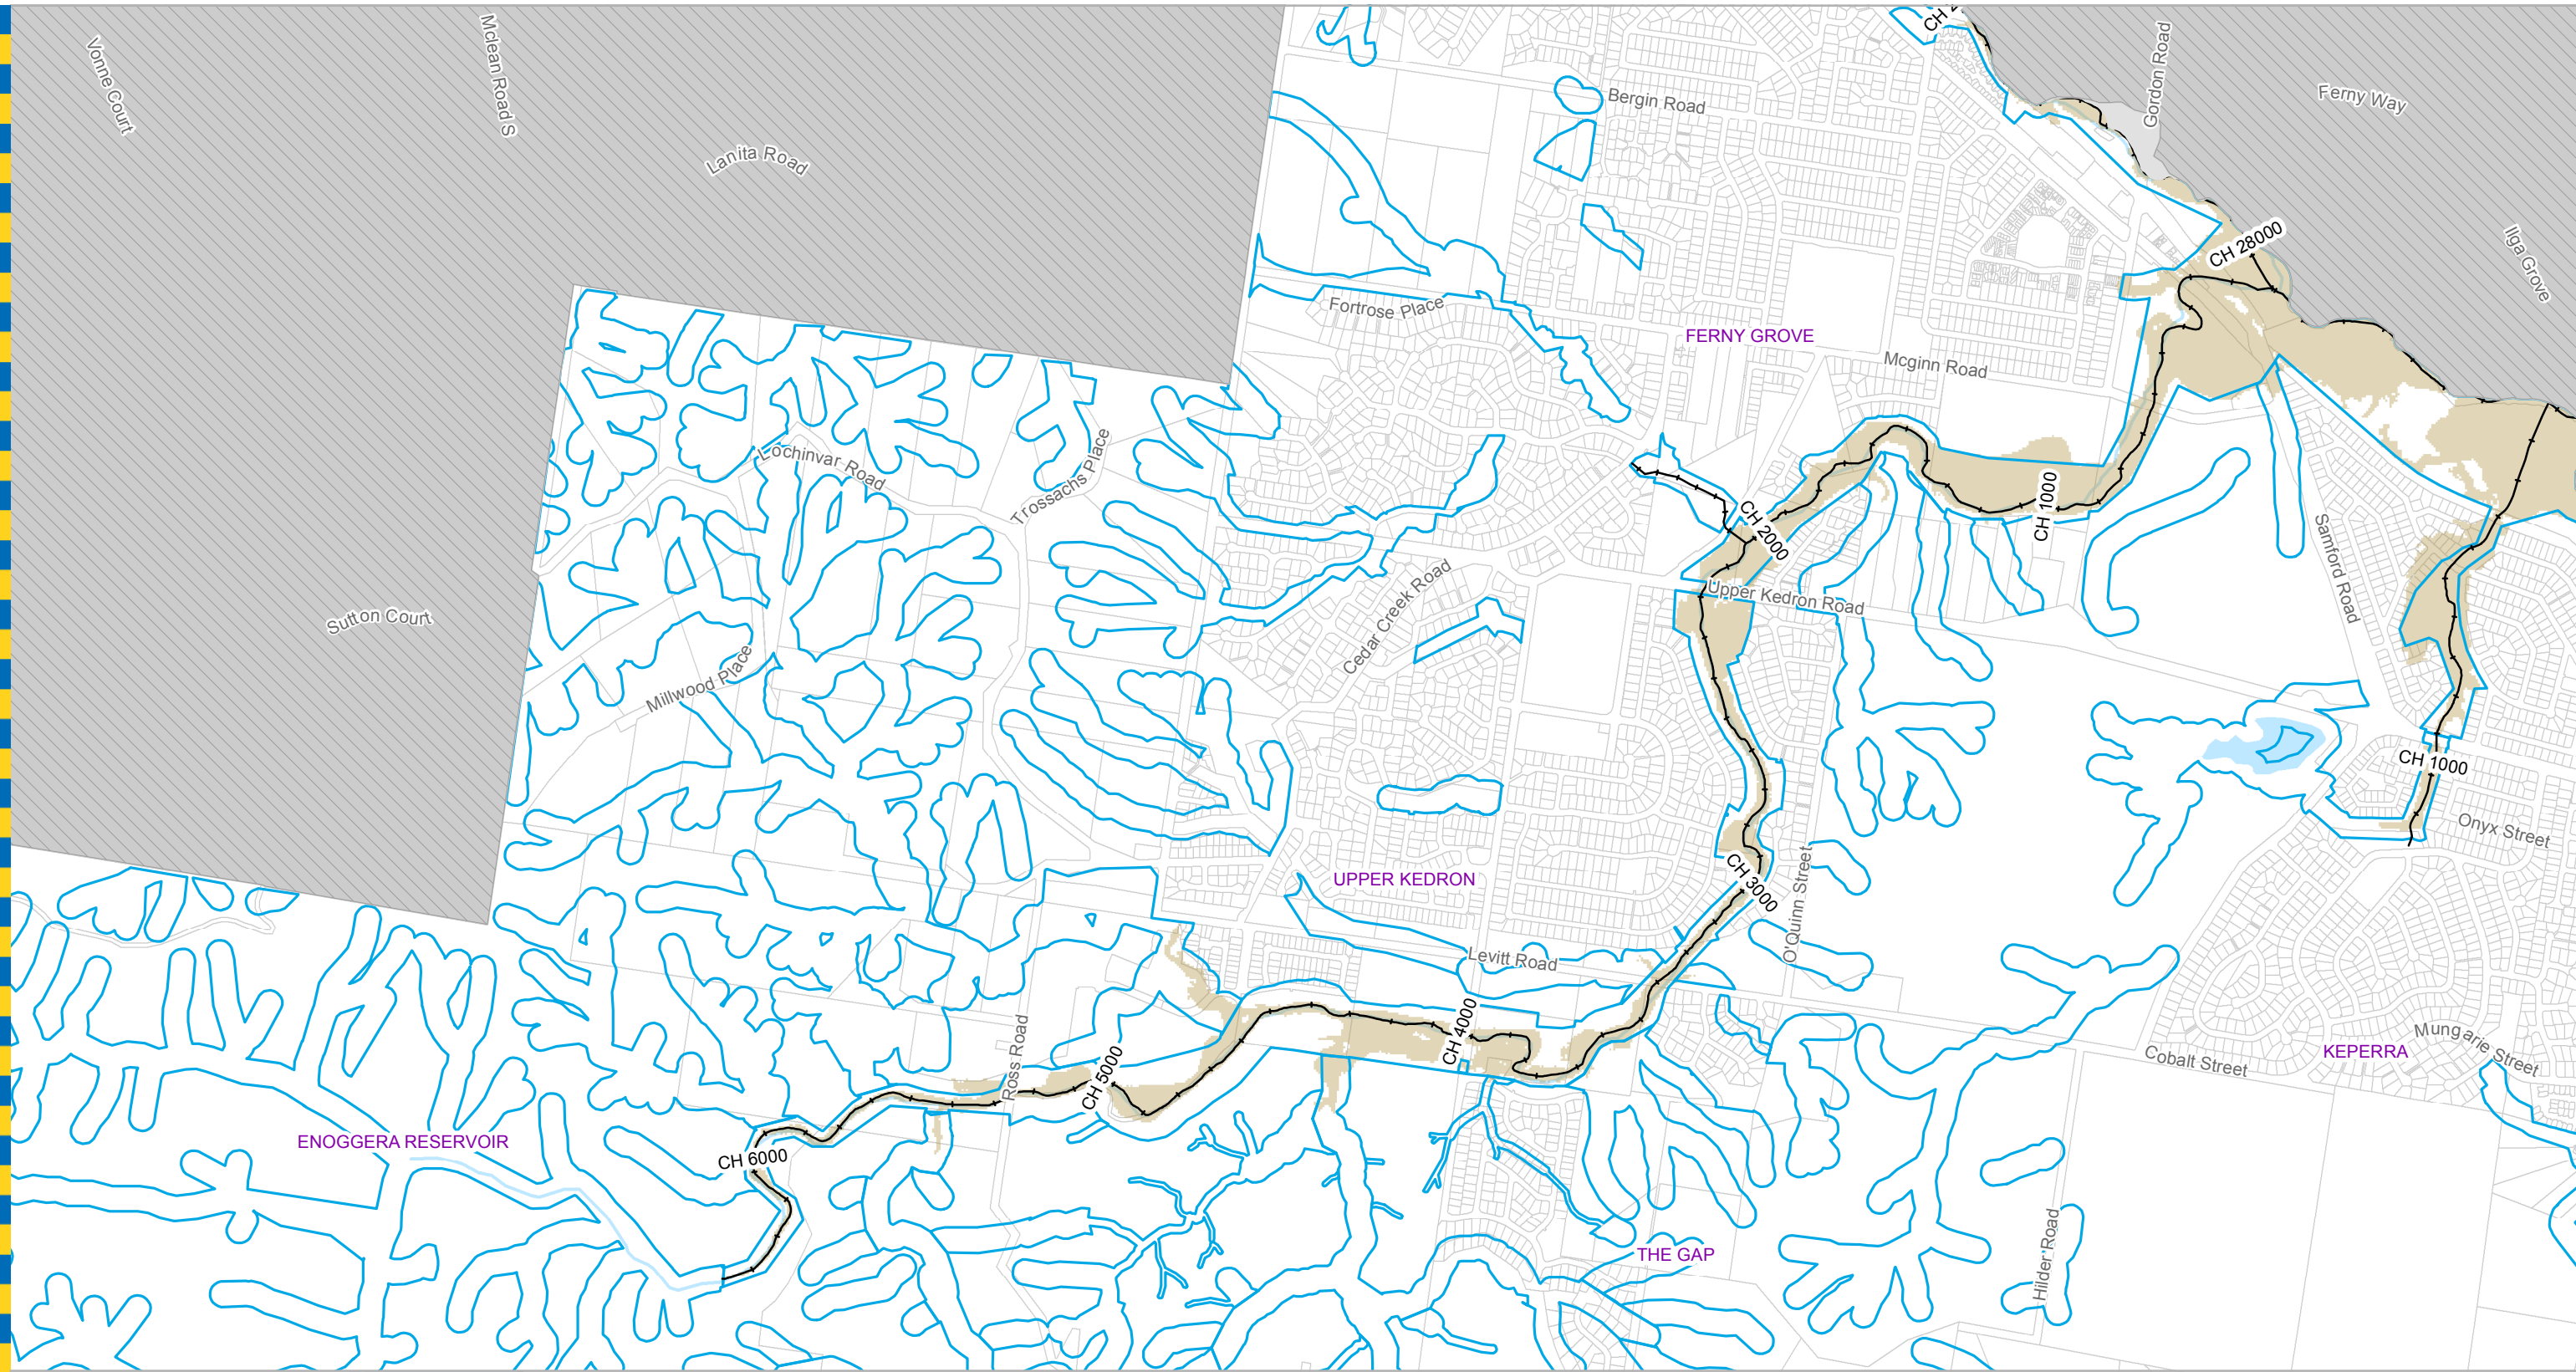 Vonne Court
Mclean Road S
Lanita Road
Bergin Road
Gordon Road
Ferny Way
Ilga Grove
CH 28000
Fortrose Place
FERNY GROVE
Mcginn Road
Lochinvar Road
Trossachs Place
CH 2000
CH 1000
Samford Road
Upper Kedron Road
Cedar Creek Road
Sutton Court
Millwood Place
CH 1000
Onyx Street
UPPER KEDRON
CH 3000
O'Quinn Street
Levitt Road
CH 4000
Ross Road
CH 5000
Cobalt Street
KEPERRA
Mungarie Street
ENOGGERA RESERVOIR
CH 6000
THE GAP
Hilder Road